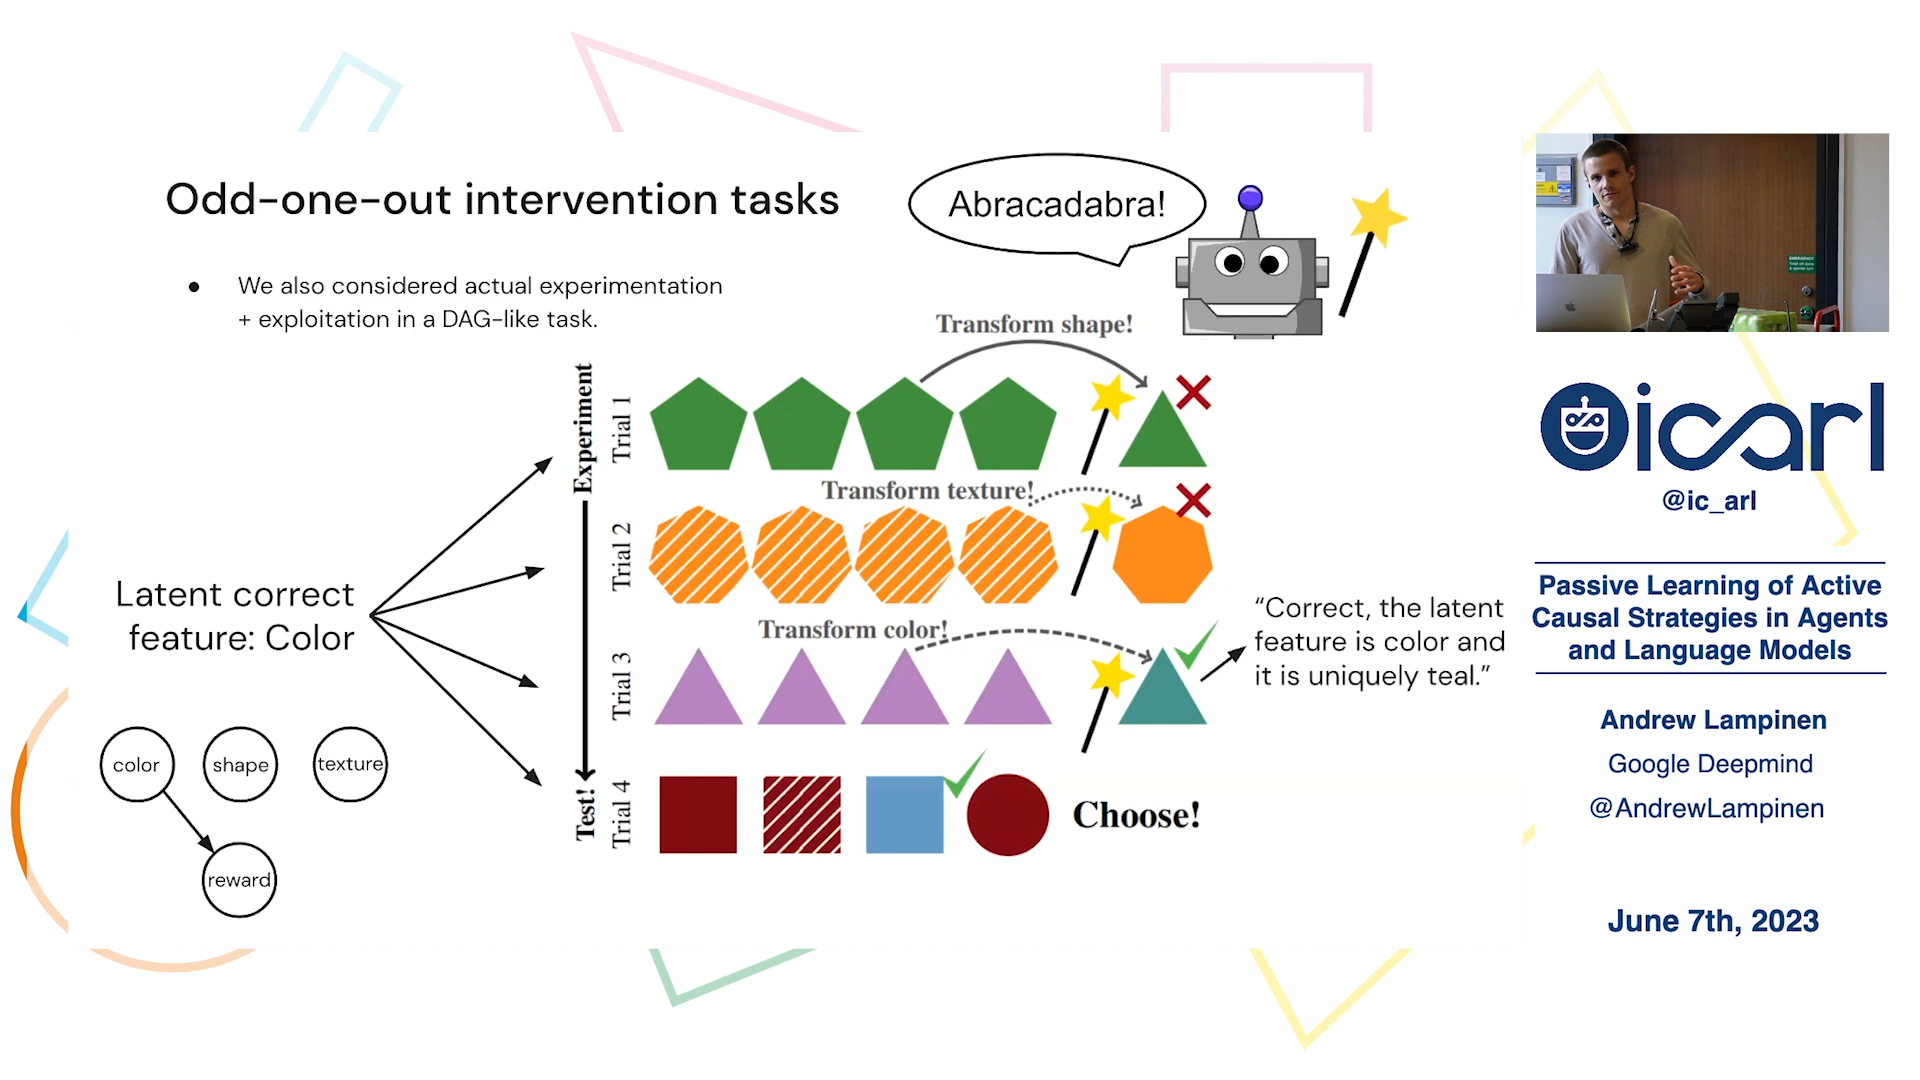 Odd-one-out intervention tasks
● We also considered actual experimentation
+ exploitation in a DAG-like task.
Abracadabra!
Transform shape!
Experiment
Trial 1
Transform texture!
Trial 2
Latent correct
feature: Color
Transform color!
Trial 3
"Correct, the latent
feature is color and
it is uniquely teal."
color
shape
texture
reward
Test!
Trial 4
Choose!
icarl
@ic_arl
Passive Learning of Active
Causal Strategies in Agents
and Language Models
Andrew Lampinen
Google Deepmind
@AndrewLampinen
June 7th, 2023